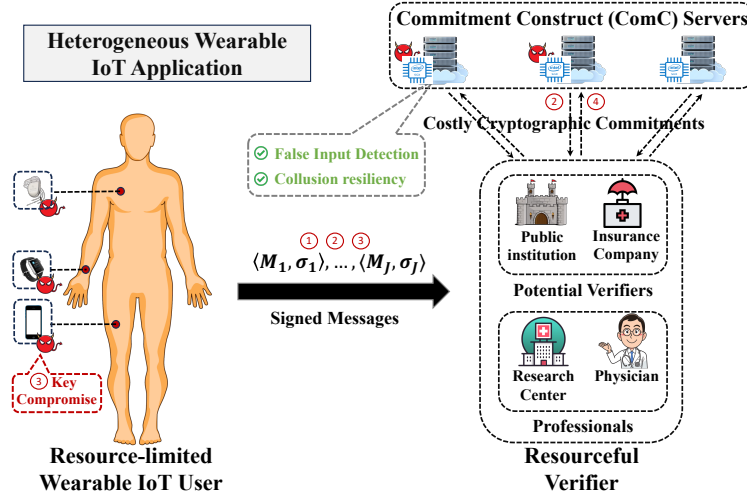 Commitment Construct (ComC) Servers
Heterogeneous Wearable
IoT Application
② ④
Costly Cryptographic Commitments
False Input Detection
Collusion resiliency
① ② ③
⟨M₁, σ₁⟩, ..., ⟨M_J, σ_J⟩
Signed Messages
Public
institution
Insurance
Company
Potential Verifiers
Research
Center
Physician
Professionals
③ Key
Compromise
Resource-limited
Wearable IoT User
Resourceful
Verifier